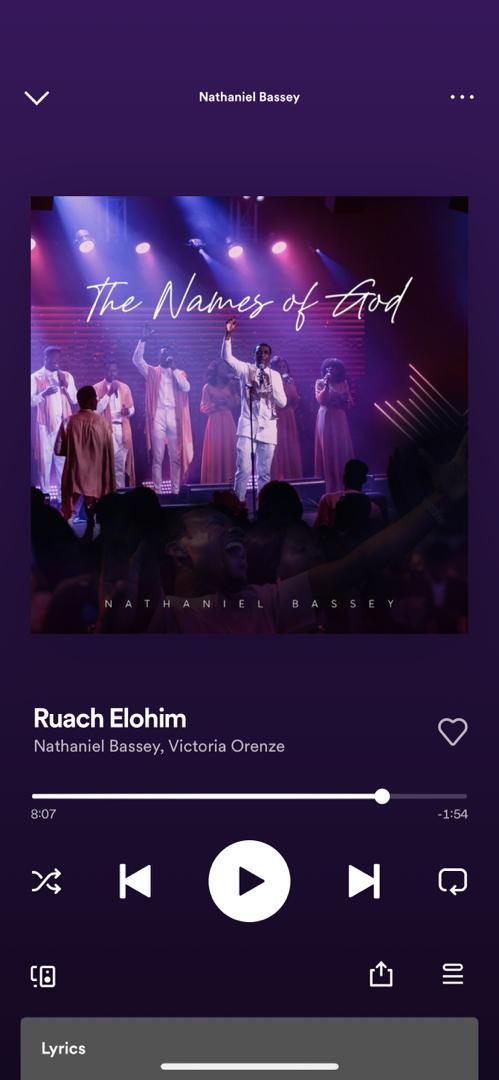 Nathaniel Bassey
The Names of God
NATHANIEL BASSEY
Ruach Elohim
Nathaniel Bassey, Victoria Orenze
8:07
-1:54
Lyrics